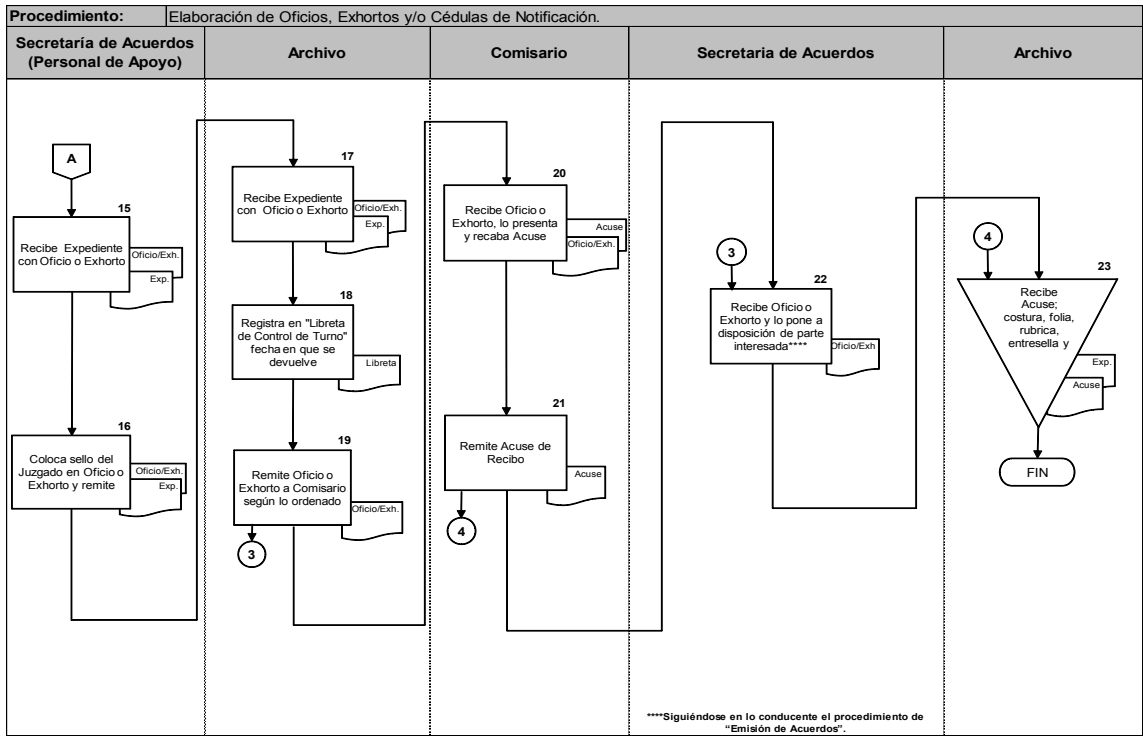 Procedimiento: Elaboración de Oficios, Exhortos y/o Cédulas de Notificación.
Secretaría de Acuerdos
(Personal de Apoyo)
Archivo
Comisario
Secretaria de Acuerdos
Archivo
A
15
Recibe Expediente
con Oficio o Exhorto
Oficio/Exh.
Exp.
16
Coloca sello del
Juzgado en Oficio o
Exhorto y remite
Oficio/Exh.
Exp.
17
Recibe Expediente
con Oficio o Exhorto
Oficio/Exh.
Exp.
18
Registra en "Libreta
de Control de Turno"
fecha en que se
devuelve
Libreta
19
Remite Oficio o
Exhorto a Comisario
según lo ordenado
Oficio/Exh.
3
20
Recibe Oficio o
Exhorto, lo presenta
y recaba Acuse
Acuse
Oficio/Exh.
21
Remite Acuse de
Recibo
Acuse
4
3
22
Recibe Oficio o
Exhorto y lo pone a
disposición de parte
interesada****
Oficio/Exh
4
23
Recibe
Acuse;
costura, folia,
rubrica,
entresella y
Exp.
Acuse
FIN
****Siguiéndose en lo conducente el procedimiento de
“Emisión de Acuerdos”.